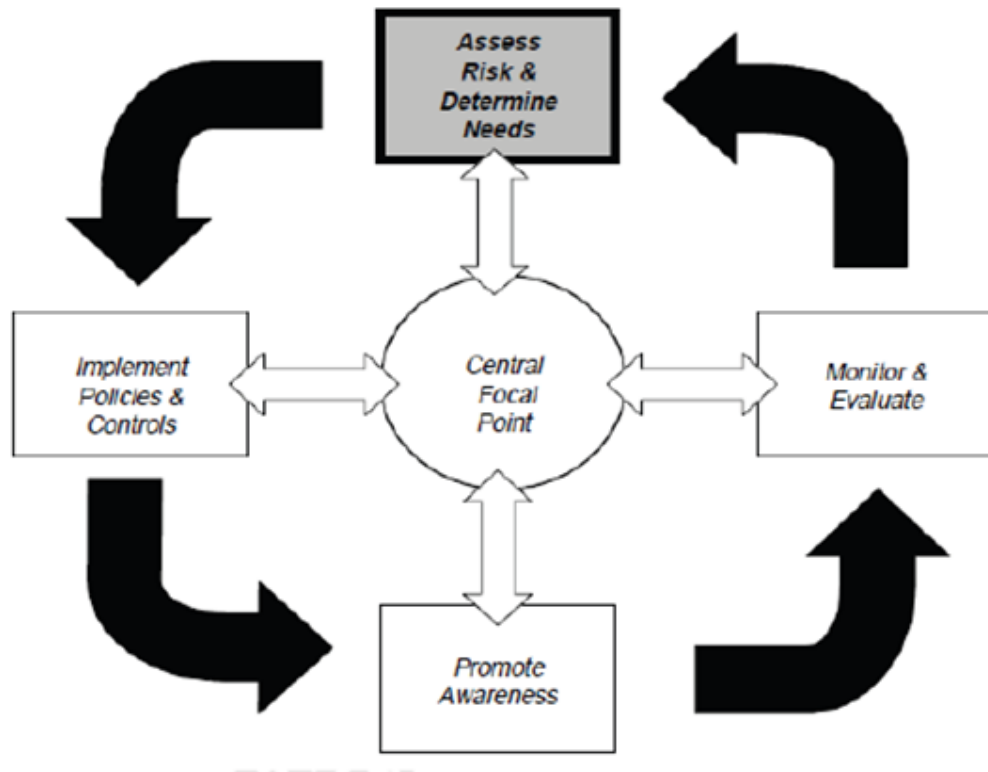 Assess
Risk &
Determine
Needs
Implement
Policies &
Controls
Central
Focal
Point
Monitor &
Evaluate
Promote
Awareness